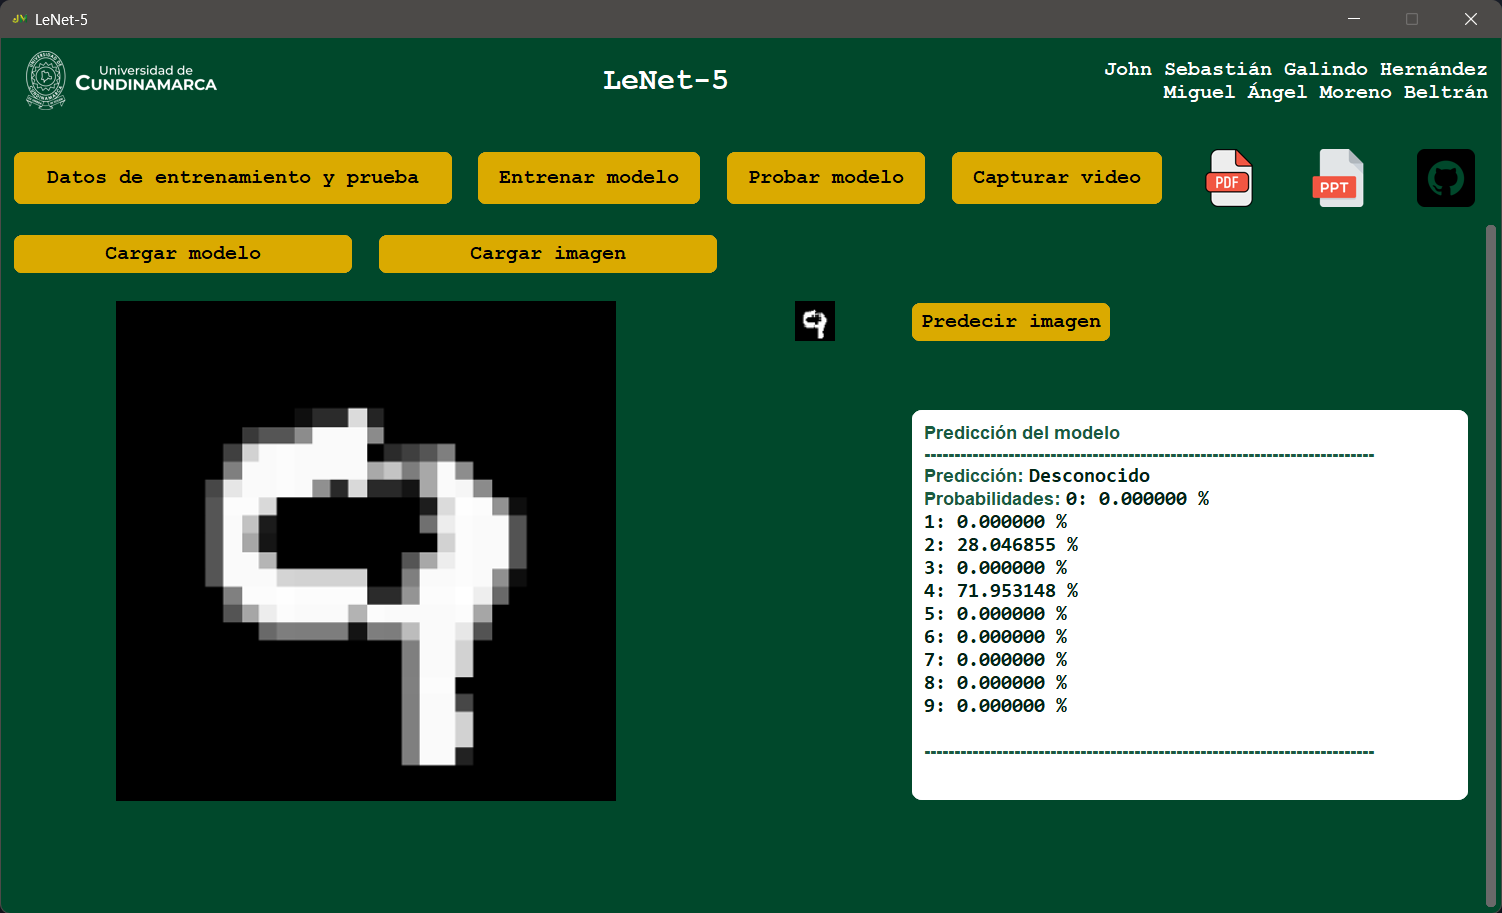 LeNet-5
Universidad de
CUNDINAMARCA
LeNet-5
John Sebastián Galindo Hernández
Miguel Ángel Moreno Beltrán
Datos de entrenamiento y prueba
Entrenar modelo
Probar modelo
Capturar video
PDF
PPT
Cargar modelo
Cargar imagen
Predecir imagen
Predicción del modelo
---------------------------------------------------------------------------
Predicción: Desconocido
Probabilidades: 0: 0.000000 %
1: 0.000000 %
2: 28.046855 %
3: 0.000000 %
4: 71.953148 %
5: 0.000000 %
6: 0.000000 %
7: 0.000000 %
8: 0.000000 %
9: 0.000000 %
---------------------------------------------------------------------------